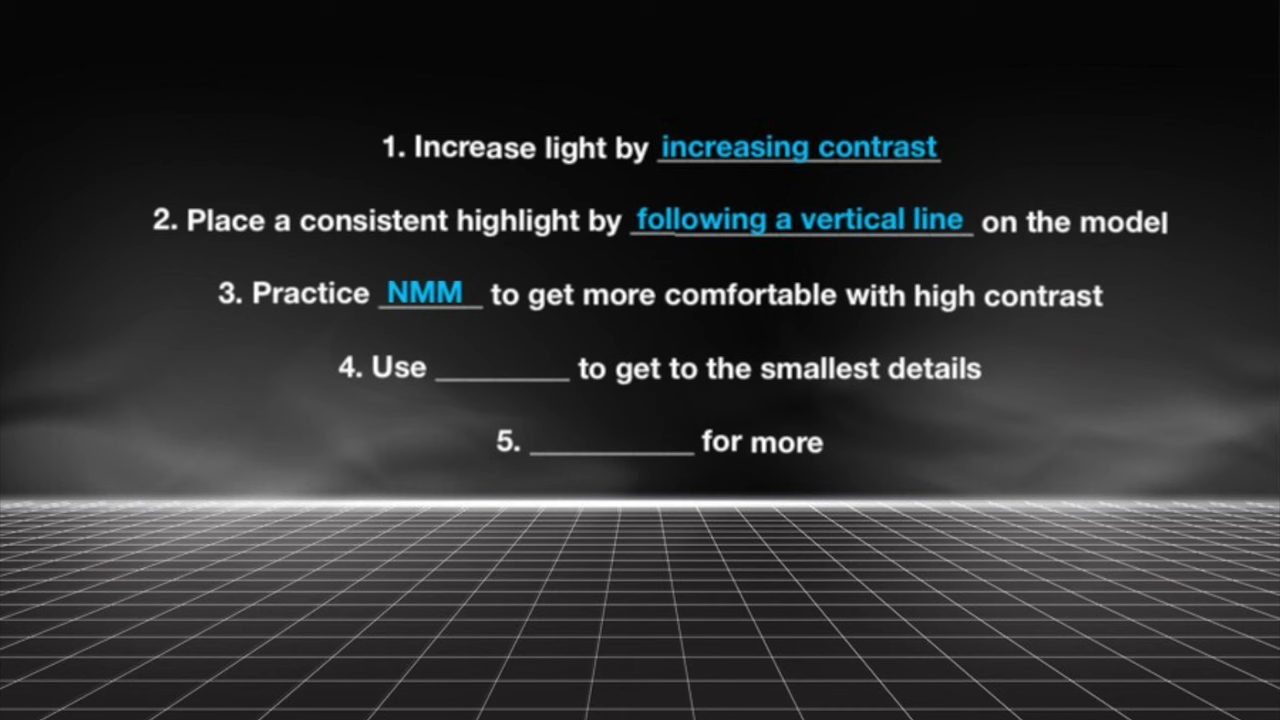 1. Increase light by increasing contrast
2. Place a consistent highlight by following a vertical line on the model
3. Practice NMM to get more comfortable with high contrast
4. Use _________ to get to the smallest details
5. ___________ for more